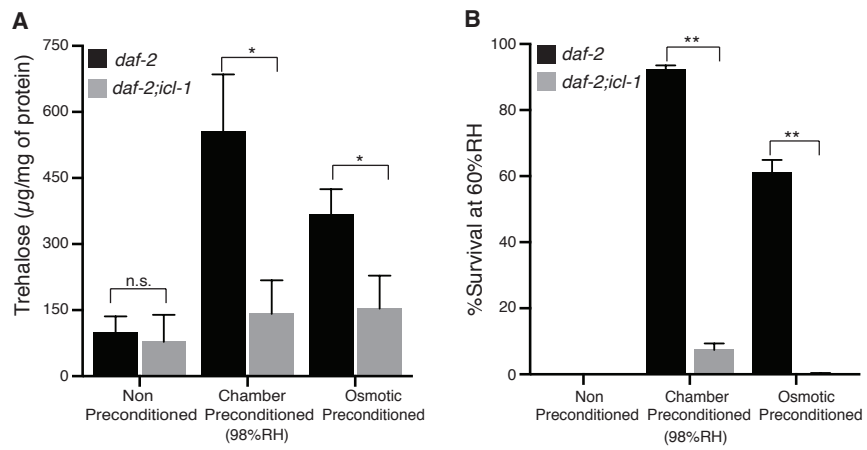 A
Trehalose (µg/mg of protein)
750
600
450
300
150
0
daf-2
daf-2;icl-1
n.s.
*
*
Non
Preconditioned
Chamber
Preconditioned
(98%RH)
Osmotic
Preconditioned
B
%Survival at 60%RH
100
80
60
40
20
0
daf-2
daf-2;icl-1
**
**
Non
Preconditioned
Chamber
Preconditioned
(98%RH)
Osmotic
Preconditioned